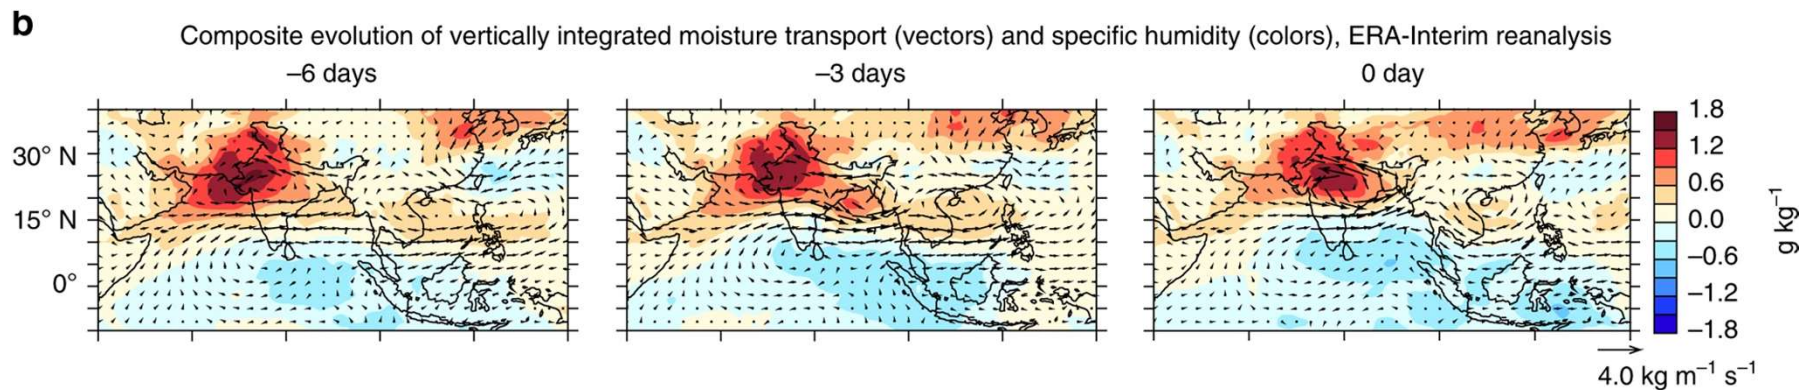 b
Composite evolution of vertically integrated moisture transport (vectors) and specific humidity (colors), ERA-Interim reanalysis
–6 days
–3 days
0 day
30° N
15° N
0°
1.8
1.2
0.6
0.0
–0.6
–1.2
–1.8
g kg⁻¹
4.0 kg m⁻¹ s⁻¹